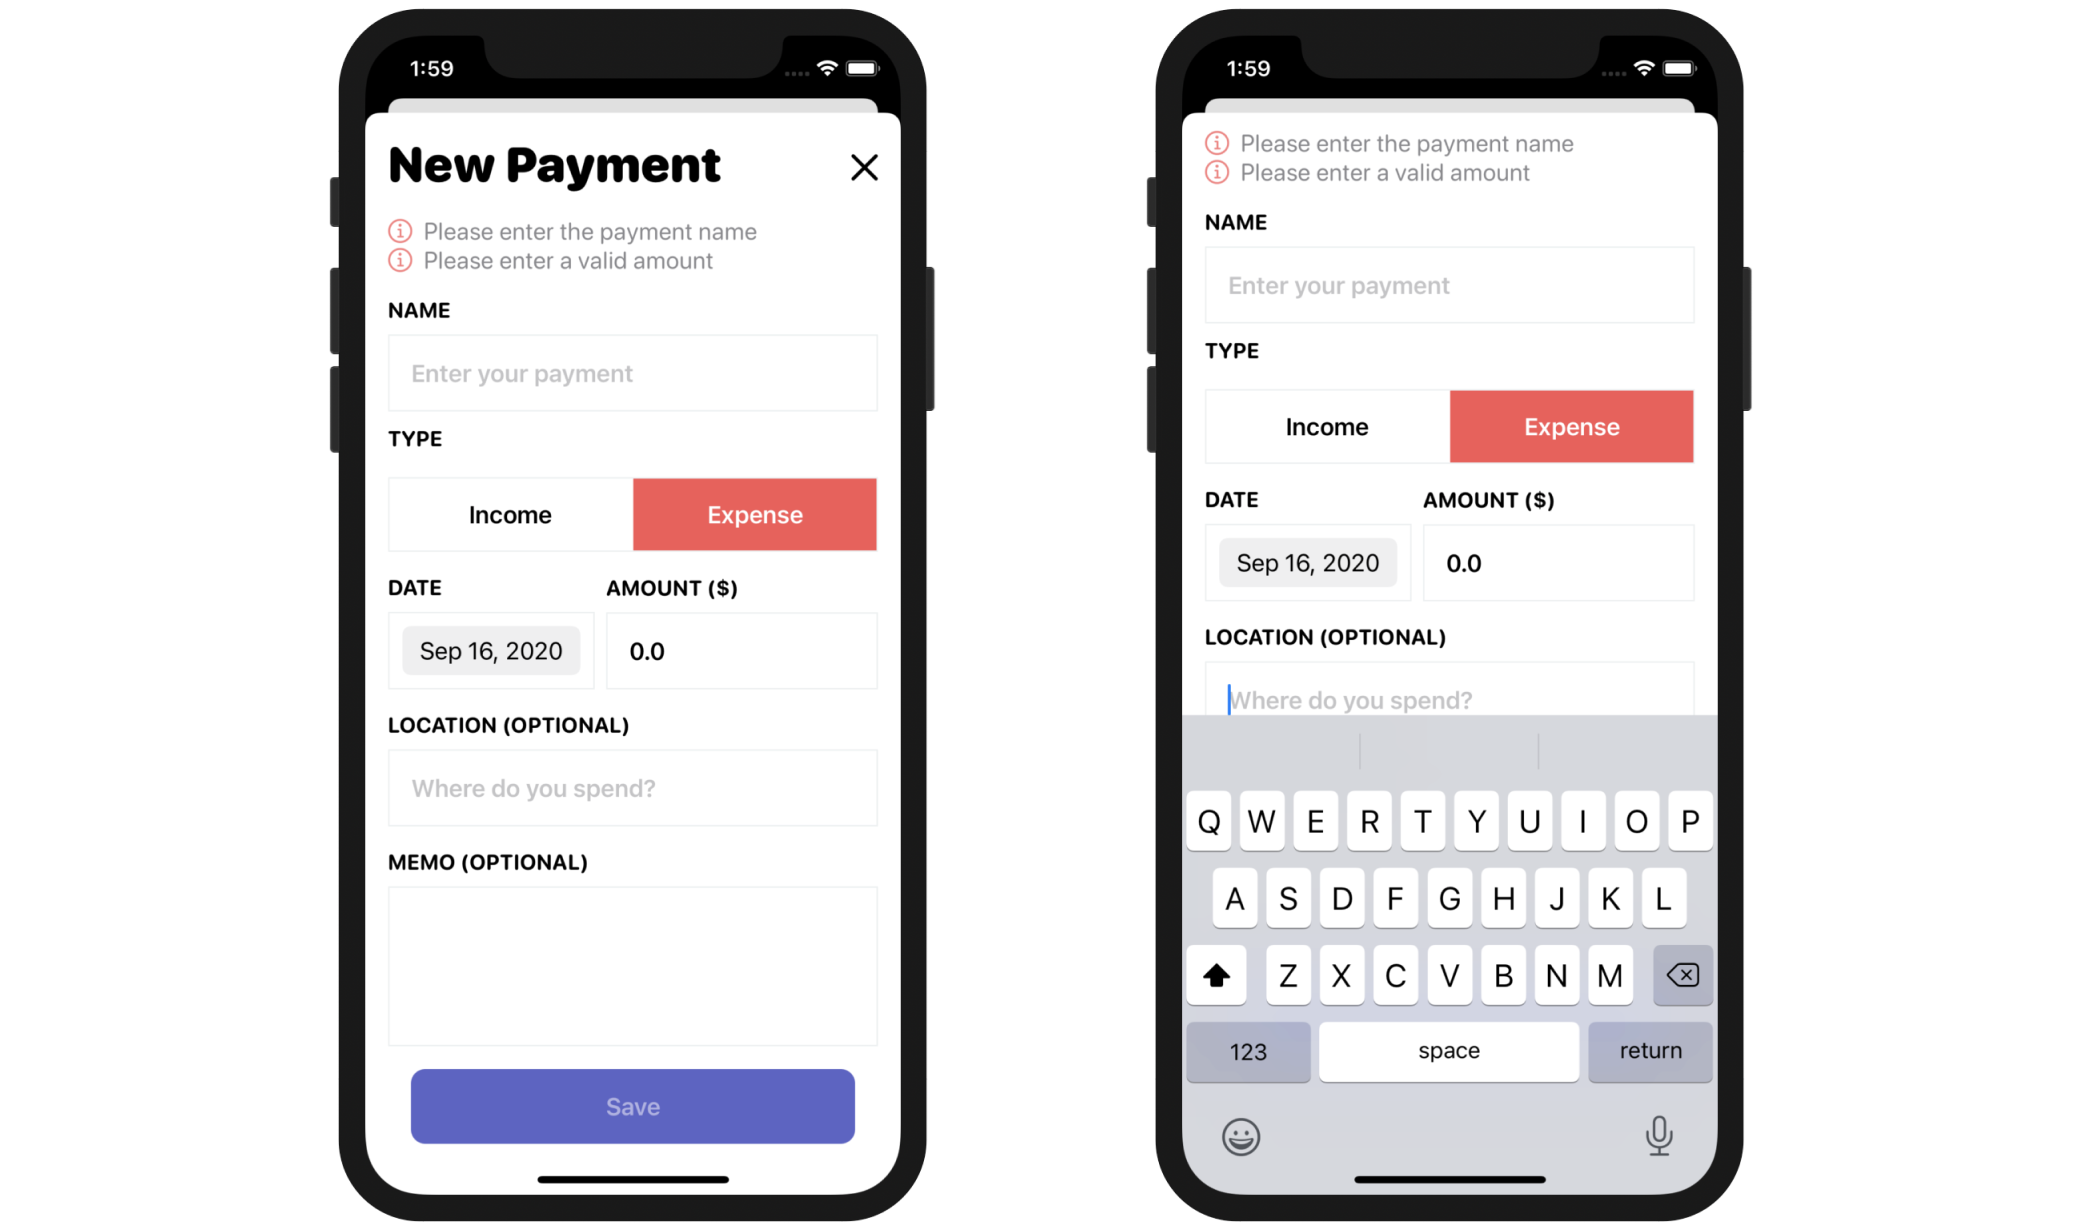 1:59
New Payment
Please enter the payment name
Please enter a valid amount
NAME
Enter your payment
TYPE
Income Expense
DATE AMOUNT ($)
Sep 16, 2020 0.0
LOCATION (OPTIONAL)
Where do you spend?
MEMO (OPTIONAL)
Save
1:59
Please enter the payment name
Please enter a valid amount
NAME
Enter your payment
TYPE
Income Expense
DATE AMOUNT ($)
Sep 16, 2020 0.0
LOCATION (OPTIONAL)
Where do you spend?
Q W E R T Y U I O P
A S D F G H J K L
Z X C V B N M
123 space return